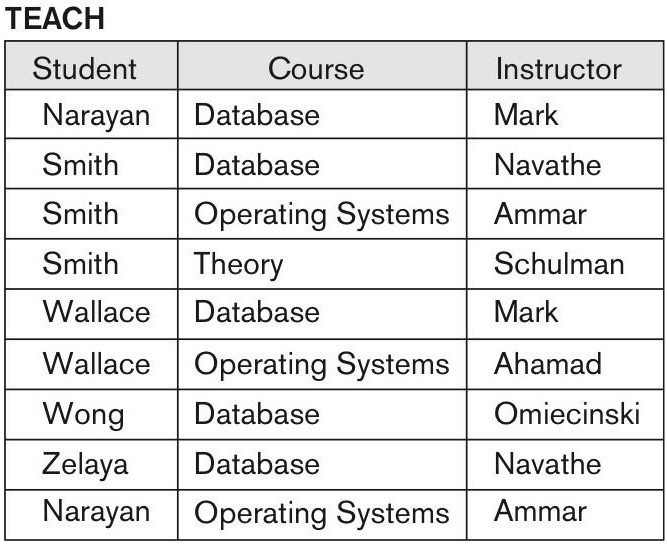 TEACH
Student Course Instructor
Narayan Database Mark
Smith Database Navathe
Smith Operating Systems Ammar
Smith Theory Schulman
Wallace Database Mark
Wallace Operating Systems Ahamad
Wong Database Omiecinski
Zelaya Database Navathe
Narayan Operating Systems Ammar